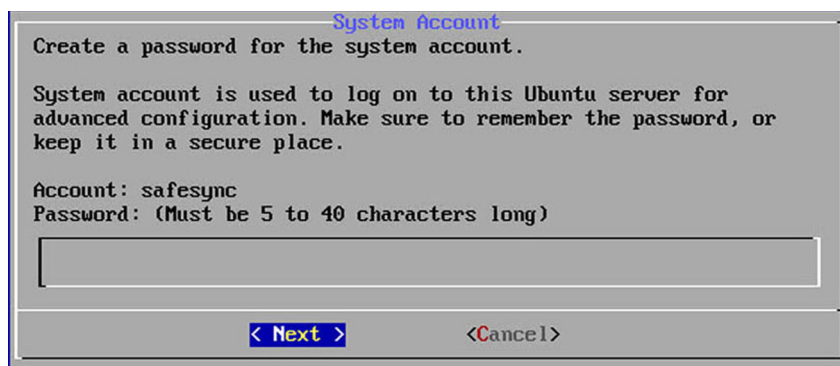 System Account
Create a password for the system account.
System account is used to log on to this Ubuntu server for
advanced configuration. Make sure to remember the password, or
keep it in a secure place.
Account: safesync
Password: (Must be 5 to 40 characters long)
< Next > <Cancel>